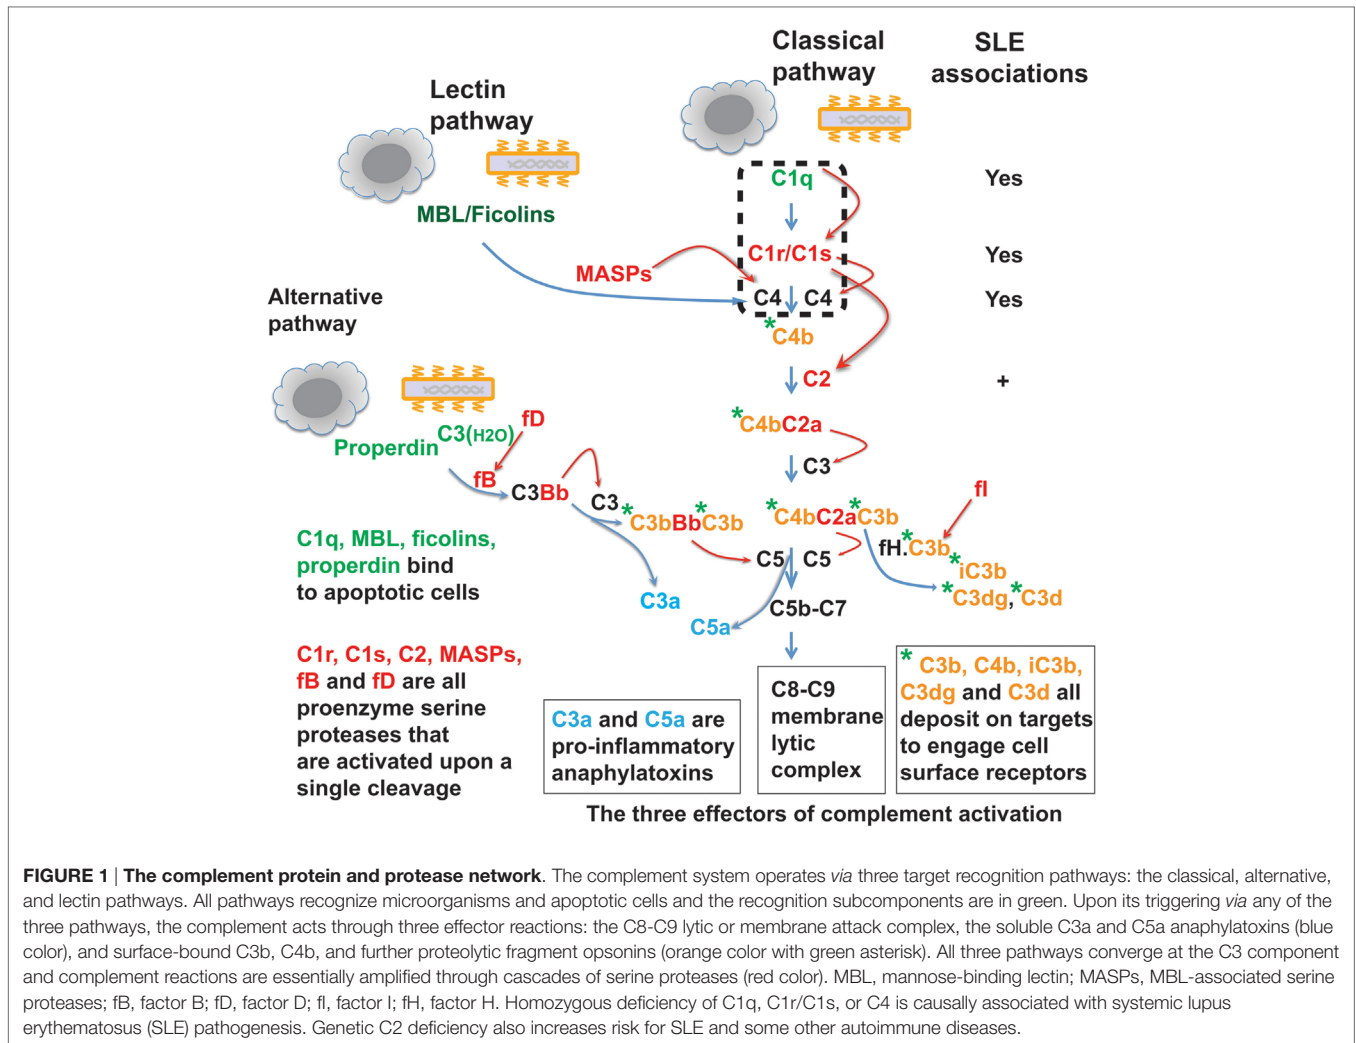 Classical
pathway
SLE
associations
Lectin
pathway
C1q
Yes
MBL/Ficolins
C1r/C1s
Yes
MASPs
C4 C4
Yes
Alternative
pathway
*C4b
C2
+
*C4bC2a
fD
C3(H2O)
Properdin
C3
fB
C3Bb
fI
C3
*C3bBb*C3b
*C4bC2a*C3b
fH.*C3b
C5 C5
*iC3b
*C3dg, *C3d
C3a
C5b-C7
C5a
C1q, MBL, ficolins,
properdin bind
to apoptotic cells
C1r, C1s, C2, MASPs,
fB and fD are all
proenzyme serine
proteases that
are activated upon a
single cleavage
C3a and C5a are
pro-inflammatory
anaphylatoxins
C8-C9
membrane
lytic
complex
* C3b, C4b, iC3b,
C3dg and C3d all
deposit on targets
to engage cell
surface receptors
The three effectors of complement activation
FIGURE 1 | The complement protein and protease network. The complement system operates via three target recognition pathways: the classical, alternative,
and lectin pathways. All pathways recognize microorganisms and apoptotic cells and the recognition subcomponents are in green. Upon its triggering via any of the
three pathways, the complement acts through three effector reactions: the C8-C9 lytic or membrane attack complex, the soluble C3a and C5a anaphylatoxins (blue
color), and surface-bound C3b, C4b, and further proteolytic fragment opsonins (orange color with green asterisk). All three pathways converge at the C3 component
and complement reactions are essentially amplified through cascades of serine proteases (red color). MBL, mannose-binding lectin; MASPs, MBL-associated serine
proteases; fB, factor B; fD, factor D; fI, factor I; fH, factor H. Homozygous deficiency of C1q, C1r/C1s, or C4 is causally associated with systemic lupus
erythematosus (SLE) pathogenesis. Genetic C2 deficiency also increases risk for SLE and some other autoimmune diseases.